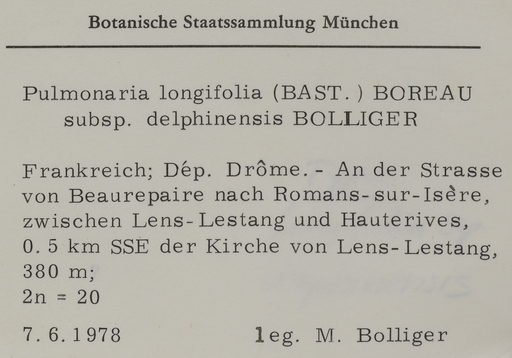 Botanische Staatssammlung München
Pulmonaria longifolia (BAST.) BOREAU
subsp. delphinensis BOLLIGER
Frankreich; Dép. Drôme. - An der Strasse
von Beaurepaire nach Romans-sur-Isère,
zwischen Lens-Lestang und Hauterives,
0.5 km SSE der Kirche von Lens-Lestang,
380 m;
2n = 20
7.6.1978 leg. M. Bolliger